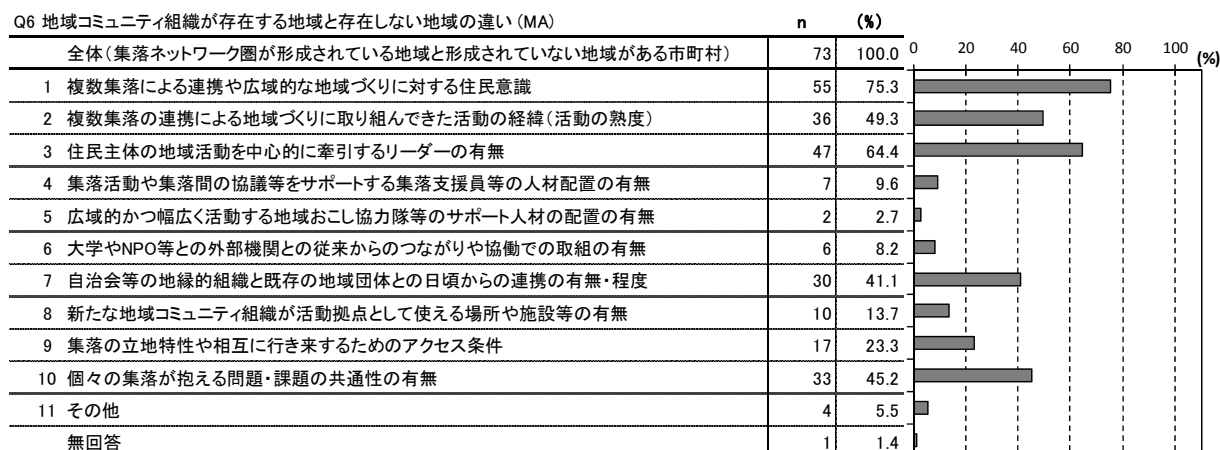 Q6 地域コミュニティ組織が存在する地域と存在しない地域の違い (MA) n (%)
全体(集落ネットワーク圏が形成されている地域と形成されていない地域がある市町村) 73 100.0 0 20 40 60 80 100 (%)
1 複数集落による連携や広域的な地域づくりに対する住民意識 55 75.3
2 複数集落の連携による地域づくりに取り組んできた活動の経緯(活動の熟度) 36 49.3
3 住民主体の地域活動を中心的に牽引するリーダーの有無 47 64.4
4 集落活動や集落間の協議等をサポートする集落支援員等の人材配置の有無 7 9.6
5 広域的かつ幅広く活動する地域おこし協力隊等のサポート人材の配置の有無 2 2.7
6 大学やNPO等との外部機関との従来からのつながりや協働での取組の有無 6 8.2
7 自治会等の地縁的組織と既存の地域団体との日頃からの連携の有無・程度 30 41.1
8 新たな地域コミュニティ組織が活動拠点として使える場所や施設等の有無 10 13.7
9 集落の立地特性や相互に行き来するためのアクセス条件 17 23.3
10 個々の集落が抱える問題・課題の共通性の有無 33 45.2
11 その他 4 5.5
無回答 1 1.4